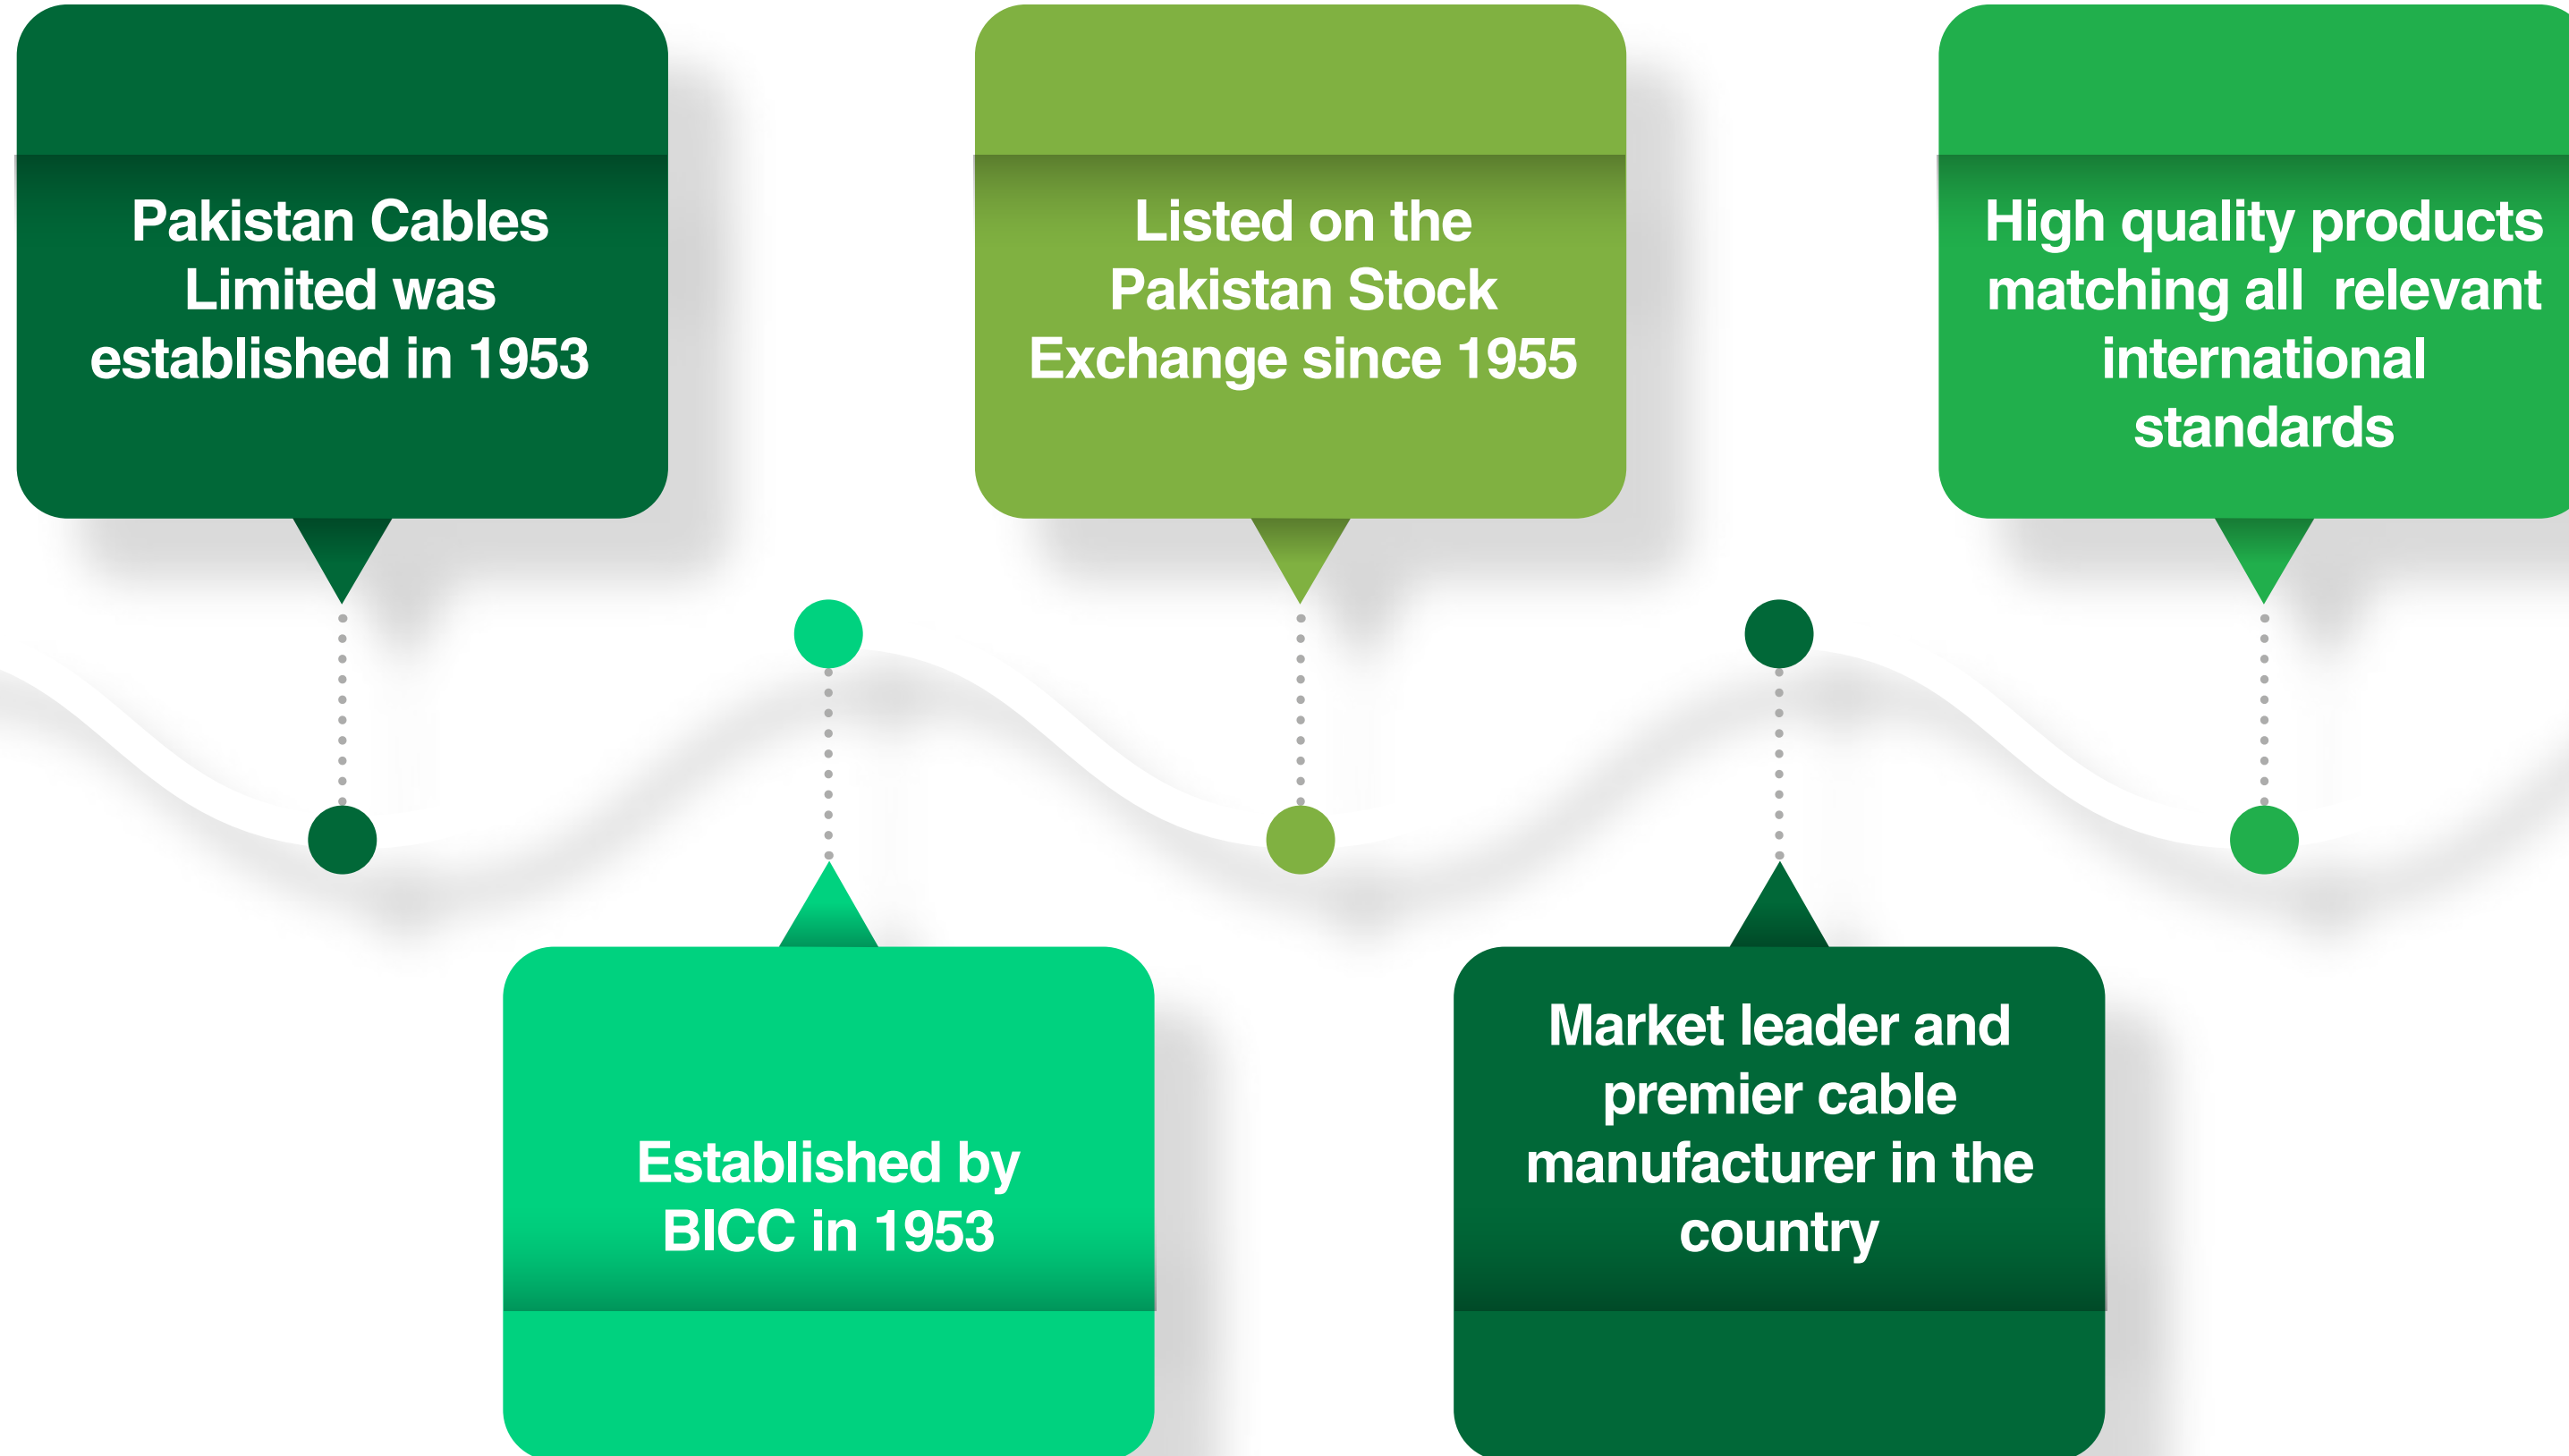 Pakistan Cables
Limited was
established in 1953
Established by
BICC in 1953
Listed on the
Pakistan Stock
Exchange since 1955
Market leader and
premier cable
manufacturer in the
country
High quality products
matching all  relevant
international
standards